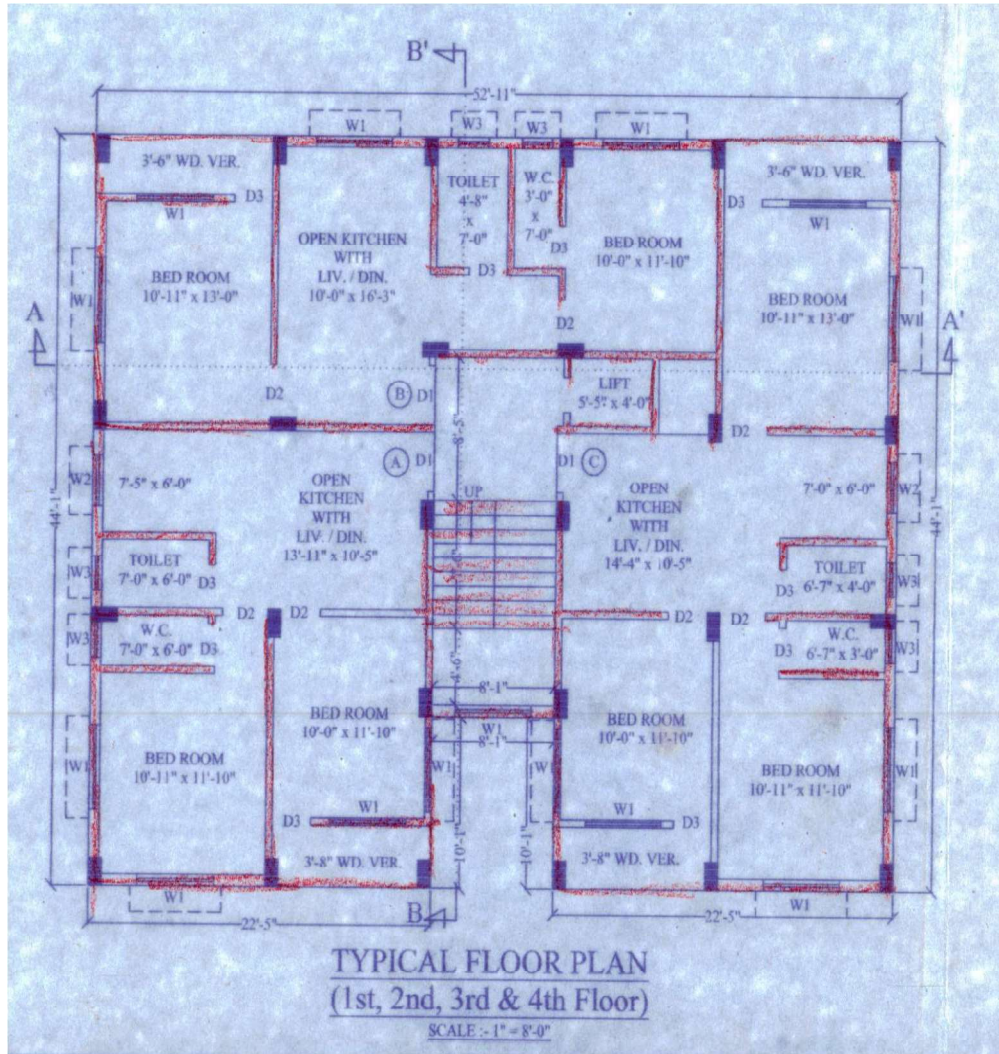 B'
52'-11"
W1
W3
W3
W1
3'-6" WD. VER.
D3
W1
TOILET
4'-8"
x
7'-0"
W.C.
3'-0"
x
7'-0"
D3
D3
3'-6" WD. VER.
D3
W1
OPEN KITCHEN
WITH
LIV. / DIN.
10'-0" x 16'-3"
BED ROOM
10'-0" x 11'-10"
BED ROOM
10'-11" x 13'-0"
BED ROOM
10'-11" x 13'-0"
W1
W1
A
A'
D2
LIFT
5'-5" x 4'-0"
D2
B
D1
8'-5"
D2
A
D1
D1
C
UP
44'-1"
44'-1"
W2
7'-5" x 6'-0"
OPEN
KITCHEN
WITH
LIV. / DIN.
13'-11" x 10'-5"
OPEN
KITCHEN
WITH
LIV. / DIN.
14'-4" x 10'-5"
7'-0" x 6'-0"
W2
W3
TOILET
7'-0" x 6'-0"
D3
D3
TOILET
6'-7" x 4'-0"
W3
D2
D2
D2
D2
W3
W.C.
7'-0" x 6'-0"
D3
D3
W.C.
6'-7" x 3'-0"
W3
4'-6"
8'-1"
W1
8'-1"
BED ROOM
10'-0" x 11'-10"
BED ROOM
10'-0" x 11'-10"
W1
BED ROOM
10'-11" x 11'-10"
W1
W1
BED ROOM
10'-11" x 11'-10"
W1
D3
W1
W1
D3
3'-8" WD. VER.
10'-1"
10'-1"
3'-8" WD. VER.
W1
W1
22'-5"
B
22'-5"
TYPICAL FLOOR PLAN
(1st, 2nd, 3rd & 4th Floor)
SCALE :- 1" = 8'-0"